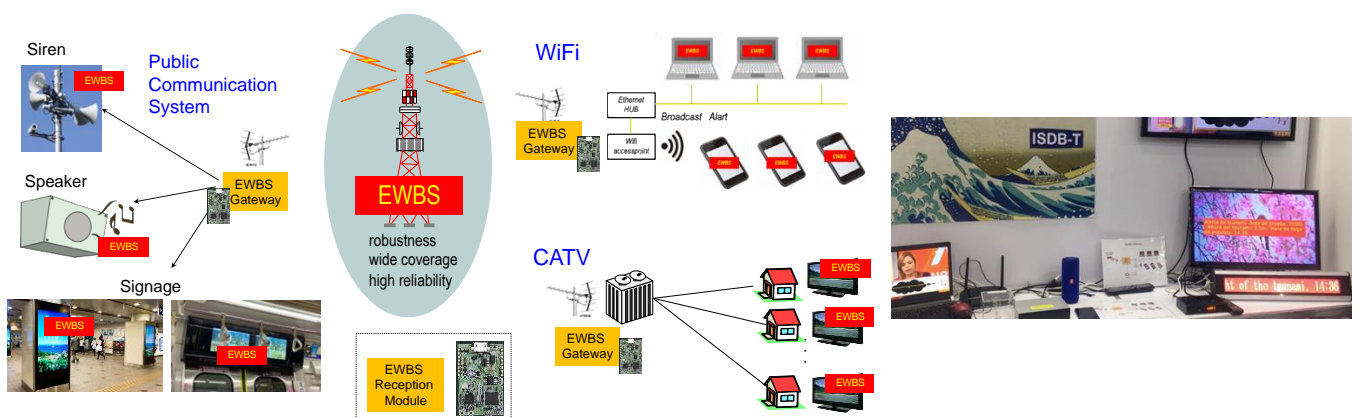 Siren
EWBS
Public
Communication
System
Speaker
EWBS
EWBS
Gateway
Signage
EWBS
EWBS
EWBS
robustness
wide coverage
high reliability
EWBS
Reception
Module
WiFi
EWBS
Gateway
Ethernet
HUB
Wifi
accesspoint
Broadcast Alart
EWBS
EWBS
EWBS
EWBS
EWBS
EWBS
CATV
EWBS
Gateway
EWBS
EWBS
EWBS
ISDB-T
nt of tho tsunami. 14:36